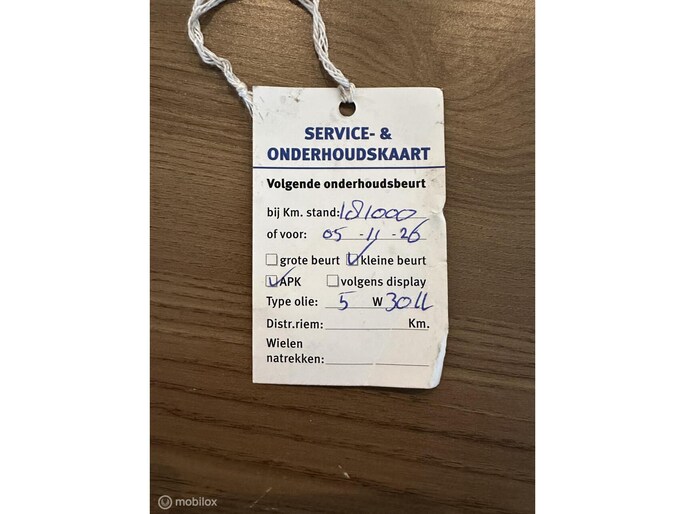 SERVICE- &
ONDERHOUDSKAART
Volgende onderhoudsbeurt
bij Km. stand: 181000
of voor: 05-11-26
grote beurt kleine beurt
APK volgens display
Type olie: 5 W 30LL
Distr.riem: Km.
Wielen
natrekken:
mobilox